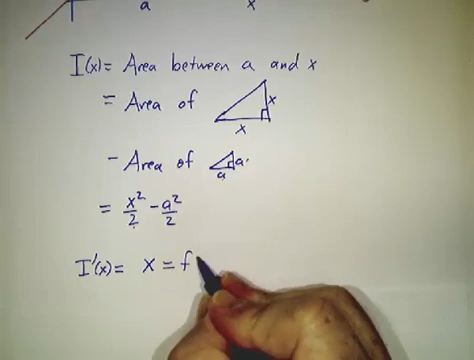 a x
I(x) = Area between a and x
= Area of x x
- Area of a a
= x²/2 - a²/2
I'(x) = x = f